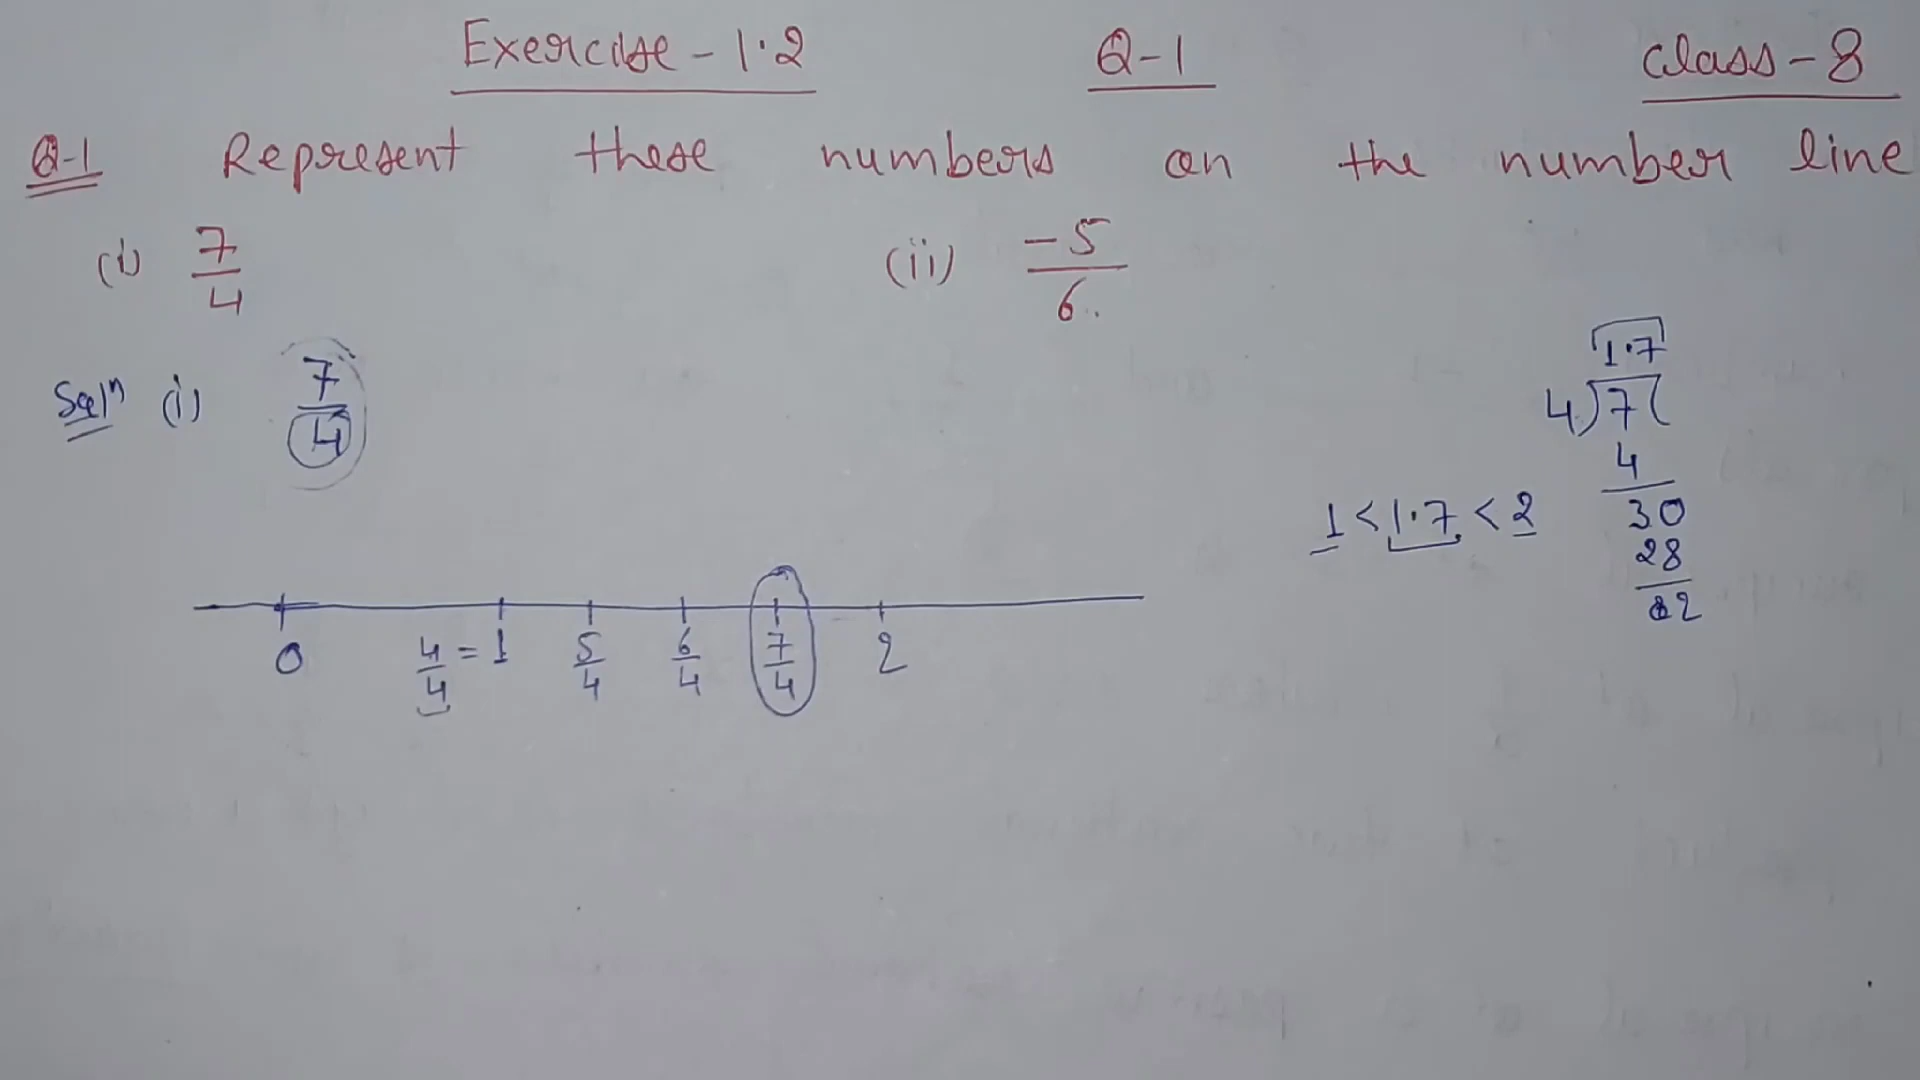 Exercise - 1.2 Q-1 Class - 8
Q-1 Represent these numbers on the number line
(i) 7/4 (ii) -5/6.
Solⁿ (i) 7/4
1.7
4)7(
4
1 < 1.7 < 2
30
28
2
0 4/4 = 1 5/4 6/4 7/4 2